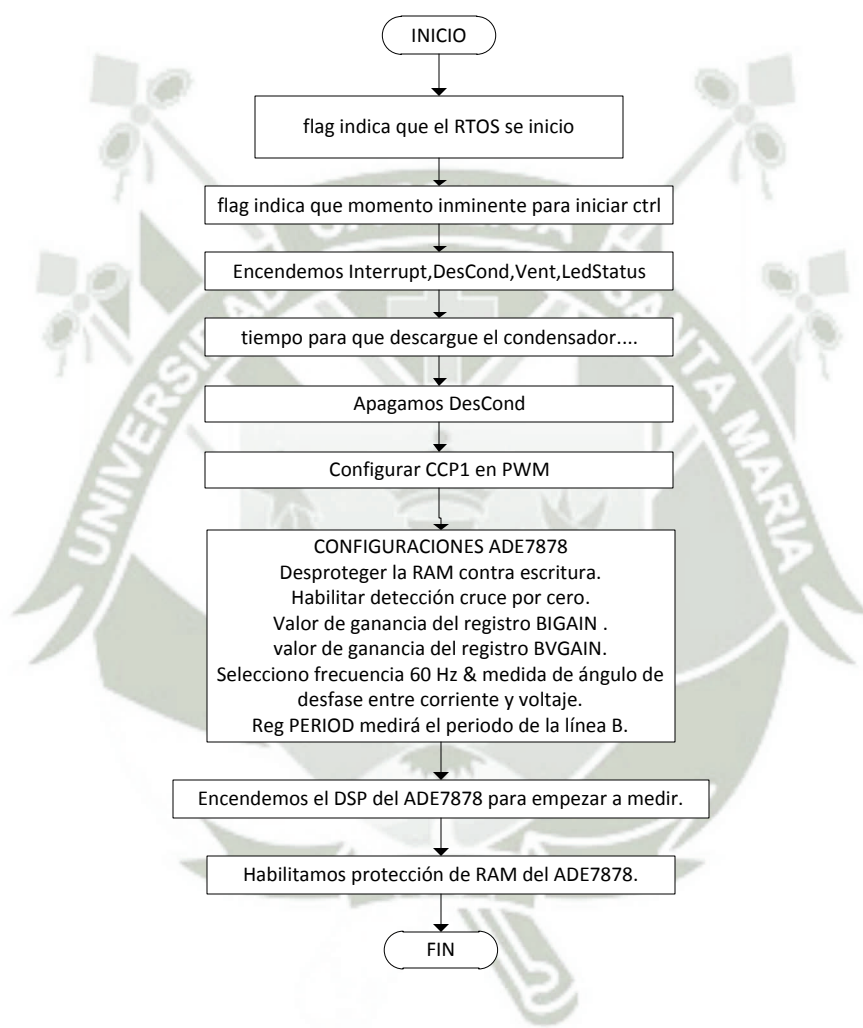 INICIO
flag indica que el RTOS se inicio
flag indica que momento inminente para iniciar ctrl
Encendemos Interrupt,DesCond,Vent,LedStatus
tiempo para que descargue el condensador....
Apagamos DesCond
Configurar CCP1 en PWM
CONFIGURACIONES ADE7878
Desproteger la RAM contra escritura.
Habilitar detección cruce por cero.
Valor de ganancia del registro BIGAIN .
valor de ganancia del registro BVGAIN.
Selecciono frecuencia 60 Hz & medida de ángulo de
desfase entre corriente y voltaje.
Reg PERIOD medirá el periodo de la línea B.
Encendemos el DSP del ADE7878 para empezar a medir.
Habilitamos protección de RAM del ADE7878.
FIN
SANTA MARIA